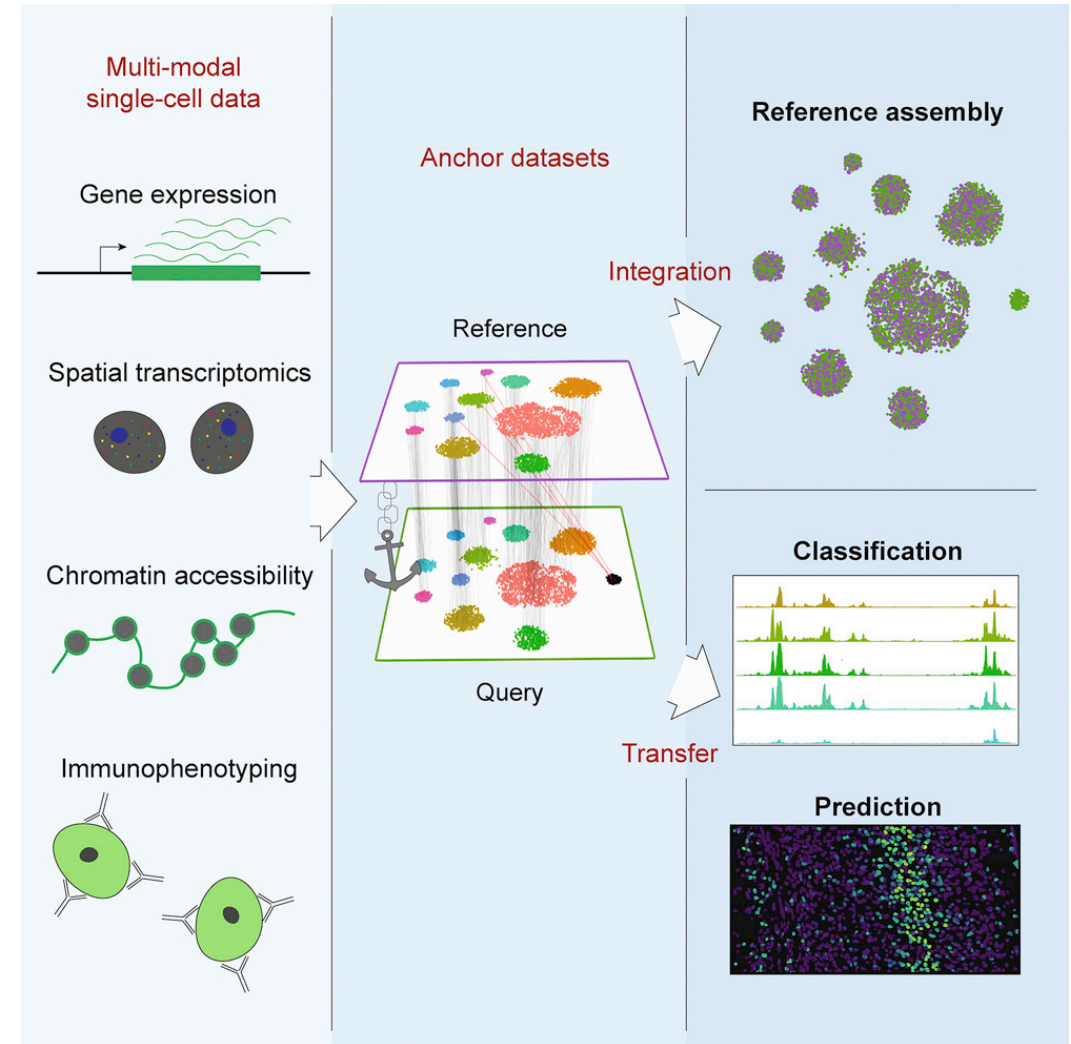 Multi-modal
single-cell data
Gene expression
Spatial transcriptomics
Chromatin accessibility
Immunophenotyping
Anchor datasets
Reference
Query
Integration
Transfer
Reference assembly
Classification
Prediction